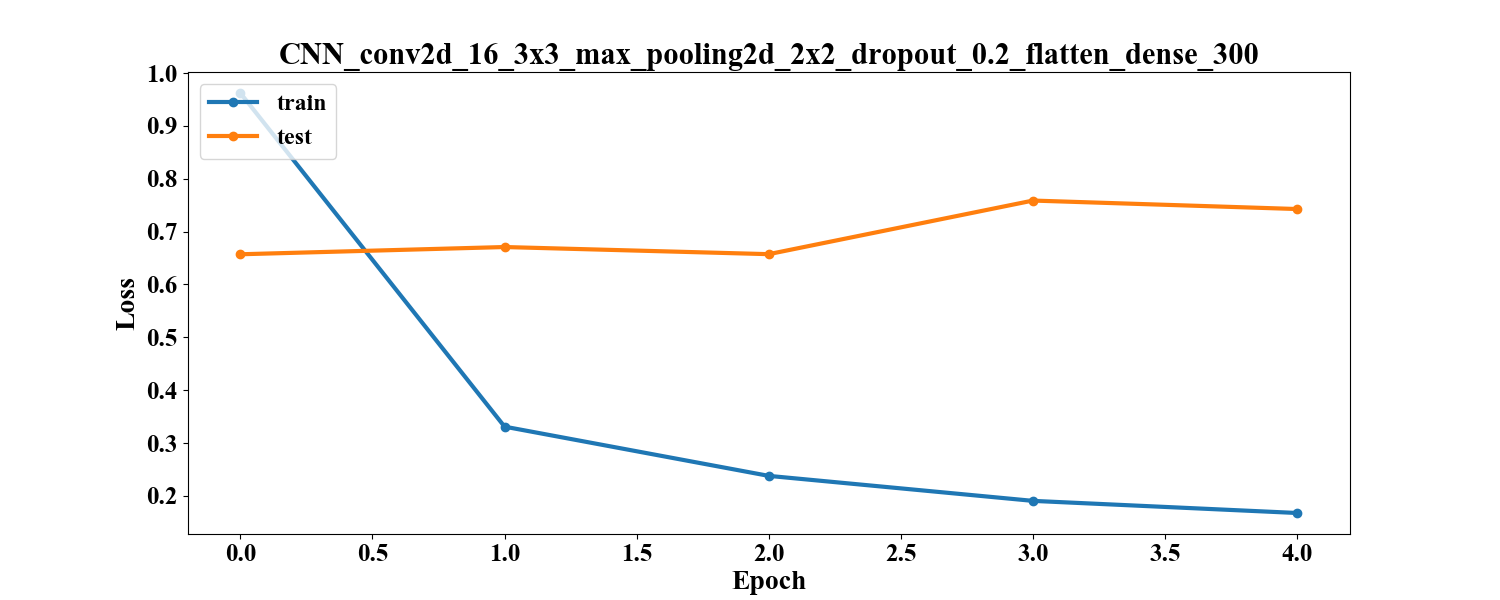 CNN_conv2d_16_3x3_max_pooling2d_2x2_dropout_0.2_flatten_dense_300
1.0
0.9
0.8
0.7
0.6
0.5
0.4
0.3
0.2
Loss
train
test
0.0 0.5 1.0 1.5 2.0 2.5 3.0 3.5 4.0
Epoch